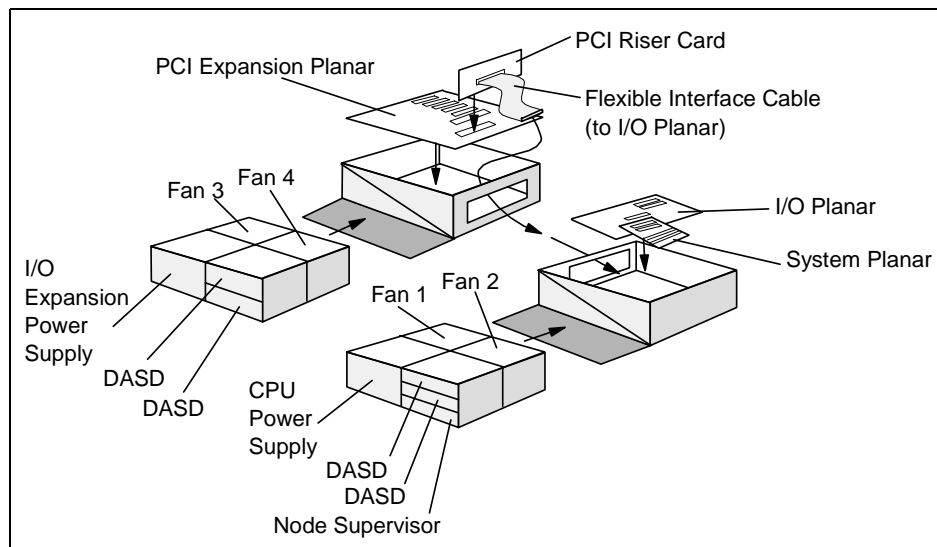 PCI Riser Card
PCI Expansion Planar
Flexible Interface Cable
(to I/O Planar)
Fan 4
Fan 3
I/O Planar
System Planar
I/O
Expansion
Power
Supply
Fan 2
Fan 1
DASD
DASD
CPU
Power
Supply
DASD
DASD
Node Supervisor